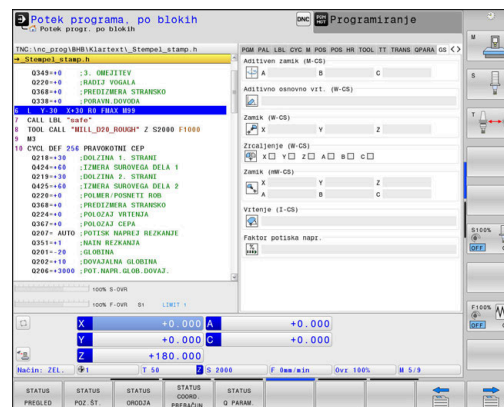 Potek programa, po blokih
Potek progr. po blokih
DNC
Programiranje
TNC:\nc_prog\BHB\Klartext\_Stempel_stamp.h
→_Stempel_stamp.h
Q349=+0 ;3. OMEJITEV
Q220=+0 ;RADIJ VOGALA
Q368=+0 ;PREDIZMERA STRANSKO
Q338=+0 ;PORAVN.DOVODA
6 L Y-30 X+30 R0 FMAX M99
7 CALL LBL "safe"
8 TOOL CALL "MILL_D20_ROUGH" Z S2000 F1000
9 M3
10 CYCL DEF 256 PRAVOKOTNI CEP
Q218=+30 ;DOLZINA 1. STRANI
Q424=+60 ;IZMERA SUROVEGA DELA 1
Q219=+30 ;DOLZINA 2. STRANI
Q425=+60 ;IZMERA SUROVEGA DELA 2
Q220=+0 ;POLMER/POSNETI ROB
Q368=+0 ;PREDIZMERA STRANSKO
Q224=+0 ;POLOZAJ VRTENJA
Q367=+0 ;POLOZAJ CEPA
Q207= AUTO ;POTISK NAPREJ REZKANJE
Q351=+1 ;NAIN REZKANJA
Q201=-20 ;GLOBINA
Q202=+10 ;DOVAJALNA GLOBINA
Q206=+3000 ;POT.NAPR.GLOB.DOVAJ.
100% S-OVR
100% F-OVR S1 LIMIT 1
PGM PAL LBL CYC M POS POS HR TOOL TT TRANS QPARA GS
Aditiven zamik (M-CS)
A B C
Aditivno osnovno vrt. (W-CS)
Zamik (W-CS)
X Y Z
Zrcaljenje (W-CS)
X Y Z A B C
Zamik (mW-CS)
X Y Z
A B C
Vrtenje (I-CS)
Faktor potiska napr.
X +0.000 A +0.000
Y +0.000 C +0.000
Z +180.000
Način: ŽEL. 1 T 50 Z S 2000 F 0mm/min Ovr 100% M 5/9
STATUS PREGLED
STATUS POZ.ŠT.
STATUS ORODJA
STATUS COORD. PRERAČUN
STATUS Q PARAM.
M
S
T
S100%
OFF
F100%
OFF